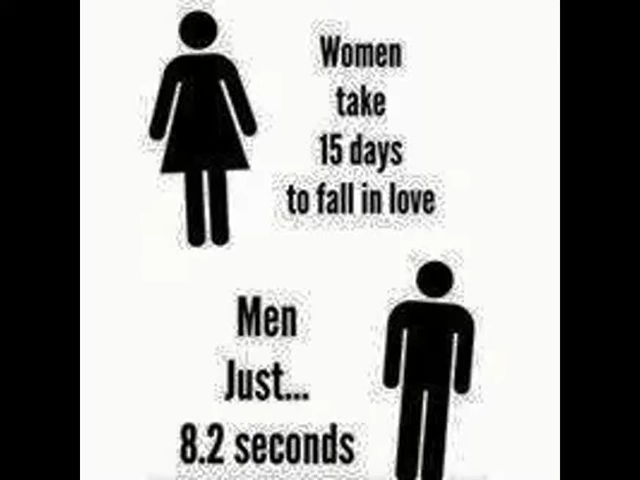 Women
take
15 days
to fall in love
Men
Just...
8.2 seconds